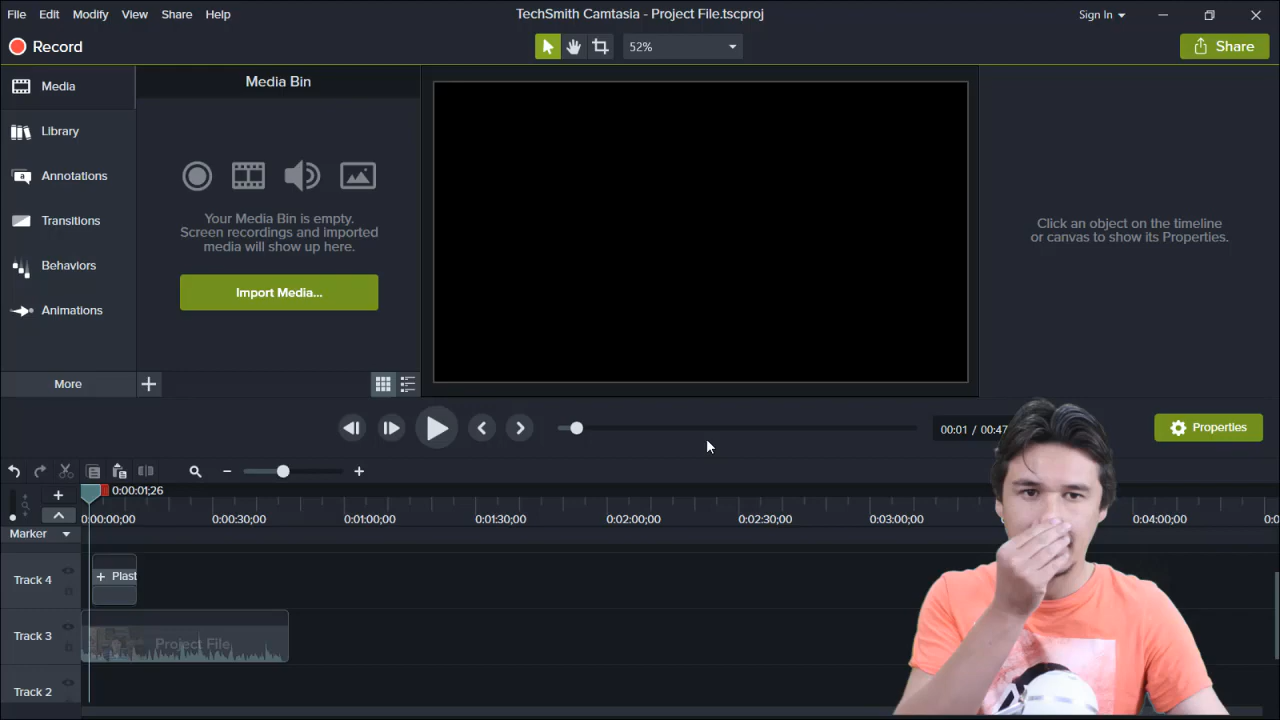 File Edit Modify View Share Help
TechSmith Camtasia - Project File.tscproj
Sign In
Record
52%
Share
Media
Library
Annotations
Transitions
Behaviors
Animations
More
Media Bin
Your Media Bin is empty.
Screen recordings and imported
media will show up here.
Import Media...
Click an object on the timeline
or canvas to show its Properties.
00:01 / 00:47
Properties
0:00:01;26
0:00:00;00 0:00:30;00 0:01:00;00 0:01:30;00 0:02:00;00 0:02:30;00 0:03:00;00 0:04:00;00
Marker
Track 4
+ Plast
Track 3
Project File
Track 2